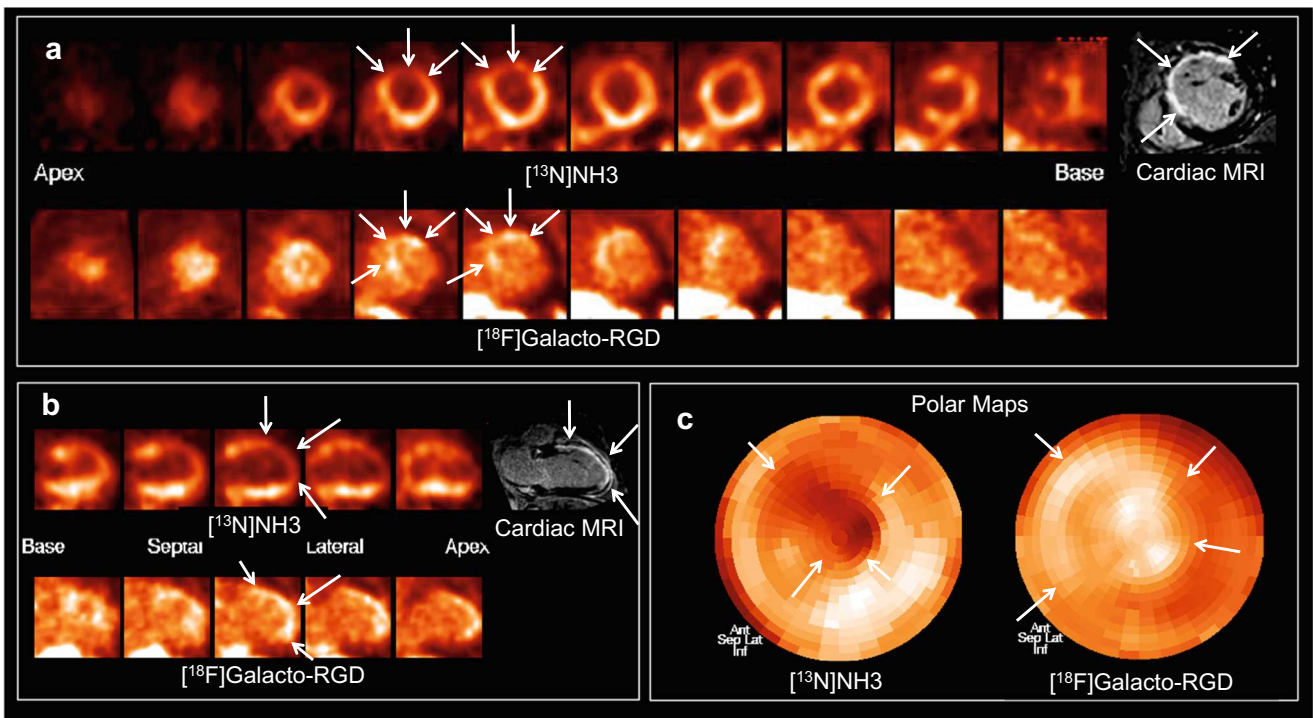 a
[¹³N]NH3
Apex
Base
Cardiac MRI
[¹⁸F]Galacto-RGD
b
[¹³N]NH3
Cardiac MRI
Base
Septal
Lateral
Apex
[¹⁸F]Galacto-RGD
c
Polar Maps
Ant
Sep Lat
Inf
[¹³N]NH3
Ant
Sep Lat
Inf
[¹⁸F]Galacto-RGD